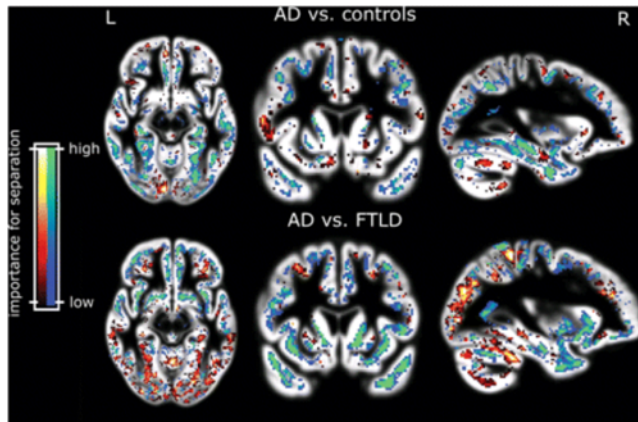 L
AD vs. controls
R
high
importance for separation
low
AD vs. FTLD